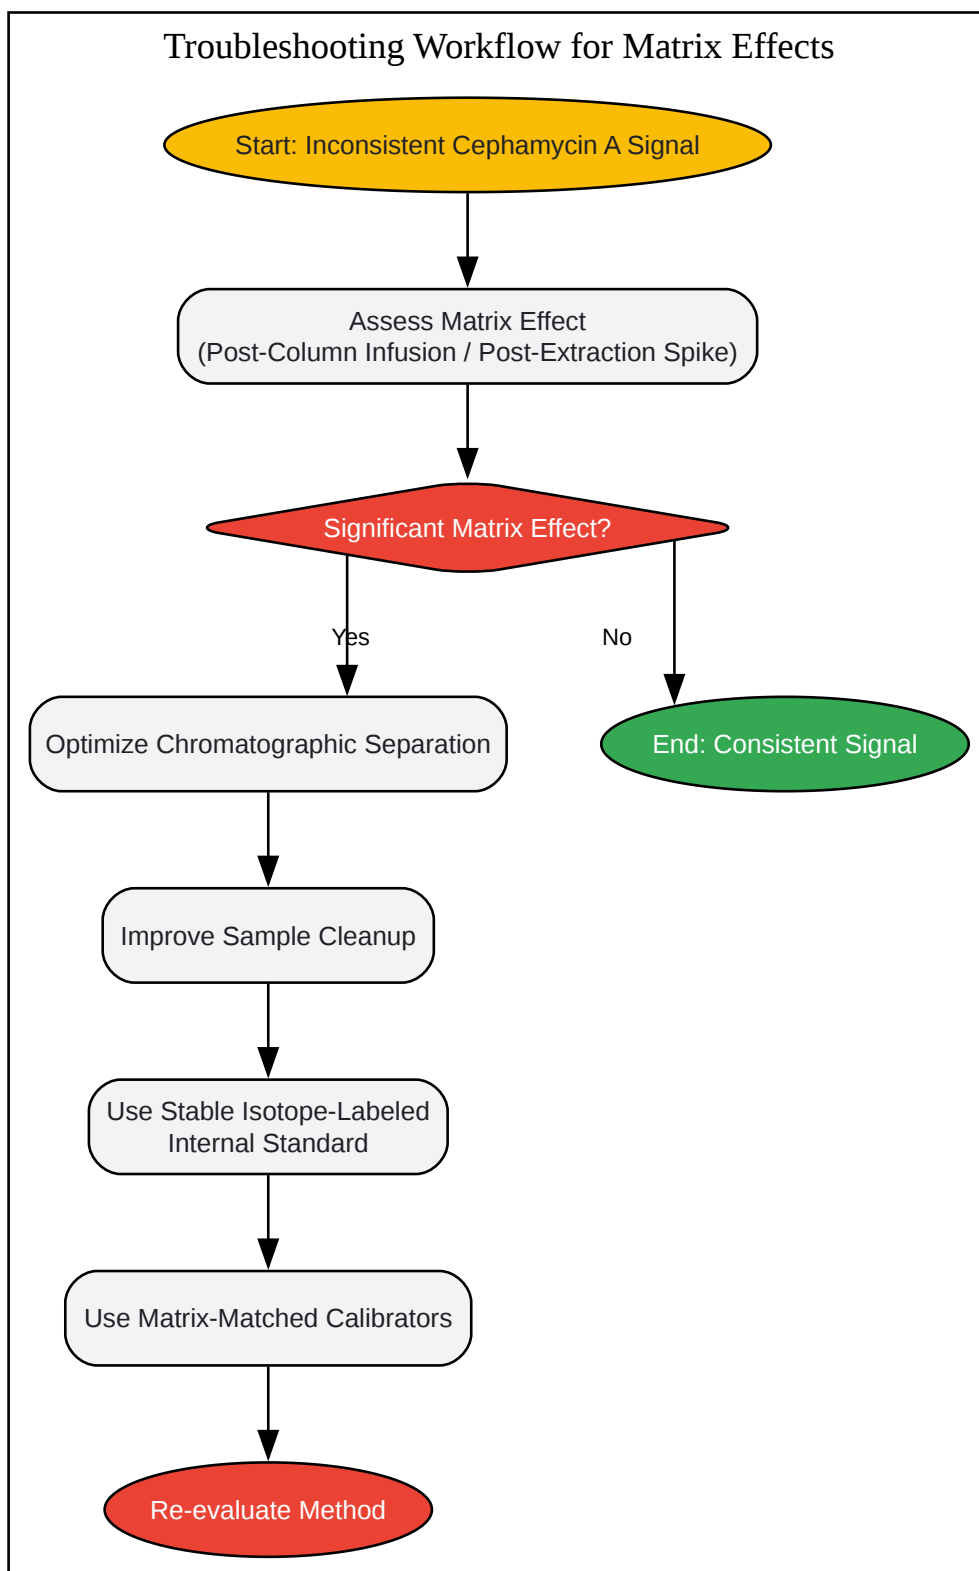 Troubleshooting Workflow for Matrix Effects
Start: Inconsistent Cephamycin A Signal
Assess Matrix Effect
(Post-Column Infusion / Post-Extraction Spike)
Significant Matrix Effect?
Yes
No
Optimize Chromatographic Separation
End: Consistent Signal
Improve Sample Cleanup
Use Stable Isotope-Labeled
Internal Standard
Use Matrix-Matched Calibrators
Re-evaluate Method